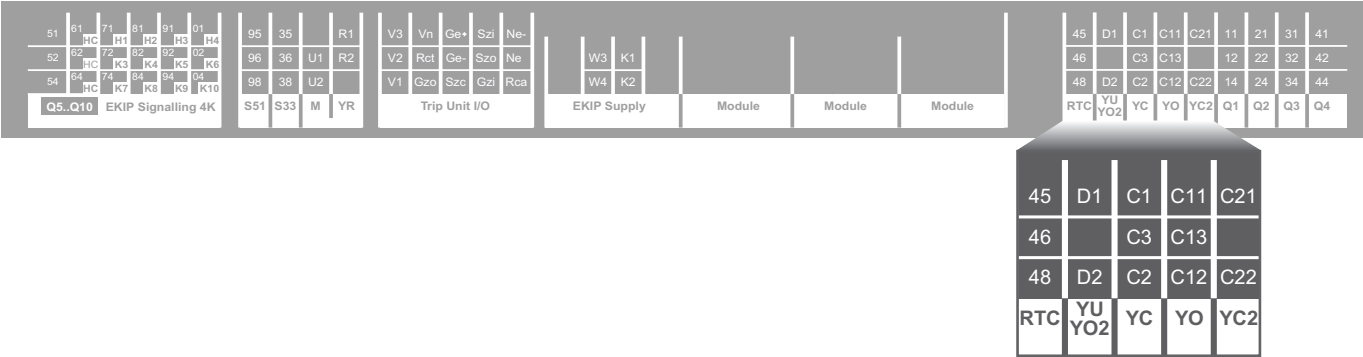 51 61 HC 71 H1 81 H2 91 H3 01 H4 95 35 R1 V3 Vn Ge+ Szi Ne- 45 D1 C1 C11 C21 11 21 31 41
52 62 HC 72 K3 82 K4 92 K5 02 K6 96 36 U1 R2 V2 Rct Ge- Szo Ne W3 K1 46 C3 C13 12 22 32 42
54 64 HC 74 K7 84 K8 94 K9 04 K10 98 38 U2 V1 Gzo Szc Gzi Rca W4 K2 48 D2 C2 C12 C22 14 24 34 44
Q5..Q10 EKIP Signalling 4K S51 S33 M YR Trip Unit I/O EKIP Supply Module Module Module RTC YU YO2 YC YO YC2 Q1 Q2 Q3 Q4
45 D1 C1 C11 C21
46 C3 C13
48 D2 C2 C12 C22
RTC YU YO2 YC YO YC2